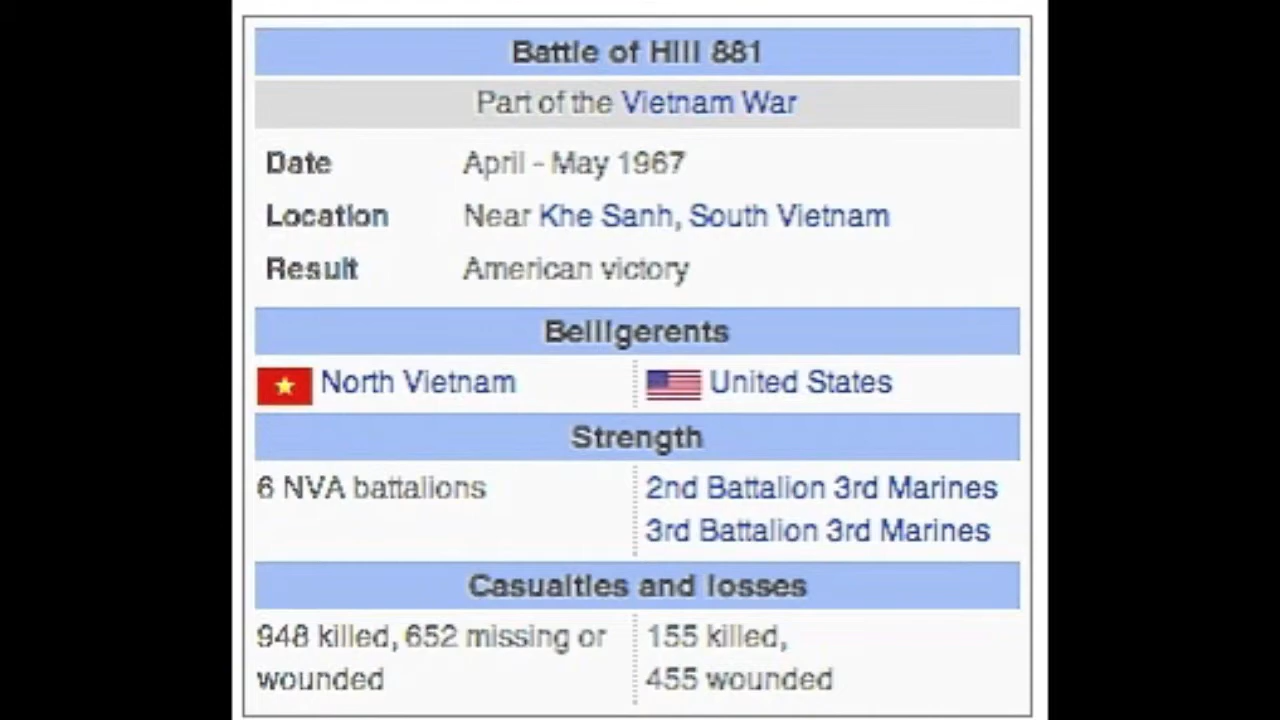 Battle of Hill 881
Part of the Vietnam War
Date April - May 1967
Location Near Khe Sanh, South Vietnam
Result American victory
Belligerents
North Vietnam United States
Strength
6 NVA battalions 2nd Battalion 3rd Marines
3rd Battalion 3rd Marines
Casualties and losses
948 killed, 652 missing or 155 killed,
wounded 455 wounded